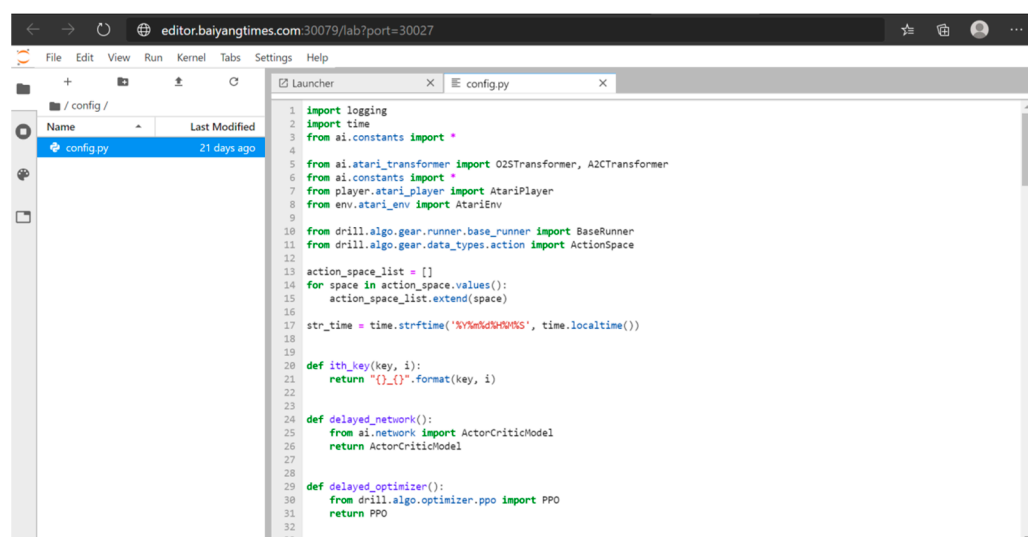 editor.baiyangtimes.com:30079/lab?port=30027
File Edit View Run Kernel Tabs Settings Help
Launcher
config.py
/ config /
Name Last Modified
config.py 21 days ago
1 import logging
2 import time
3 from ai.constants import *
4
5 from ai.atari_transformer import O2STransformer, A2CTransformer
6 from ai.constants import *
7 from player.atari_player import AtariPlayer
8 from env.atari_env import AtariEnv
9
10 from drill.algo.gear.runner.base_runner import BaseRunner
11 from drill.algo.gear.data_types.action import ActionSpace
12
13 action_space_list = []
14 for space in action_space.values():
15     action_space_list.extend(space)
16
17 str_time = time.strftime('%Y%m%d%H%M%S', time.localtime())
18
19
20 def ith_key(key, i):
21     return "{}_{}".format(key, i)
22
23
24 def delayed_network():
25     from ai.network import ActorCriticModel
26     return ActorCriticModel
27
28
29 def delayed_optimizer():
30     from drill.algo.optimizer.ppo import PPO
31     return PPO
32